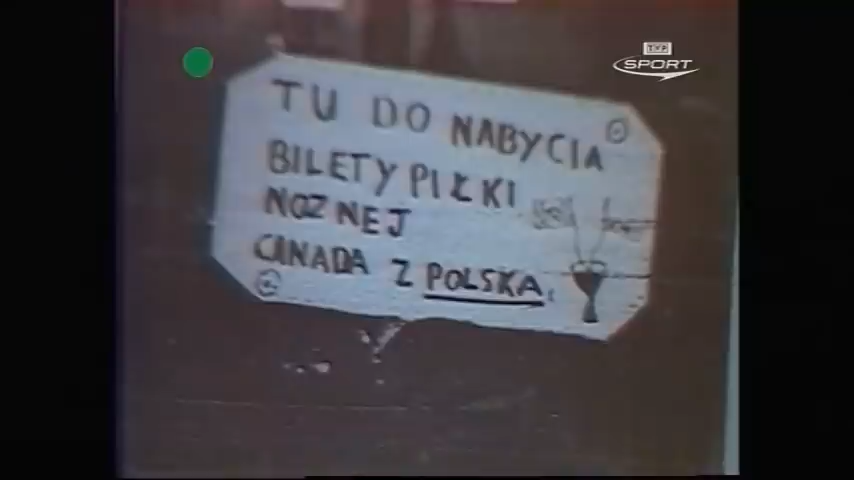 TVP
SPORT
TU DO NABYCIA
BILETY PIŁKI
NOZNEJ
CANADA Z POLSKA.